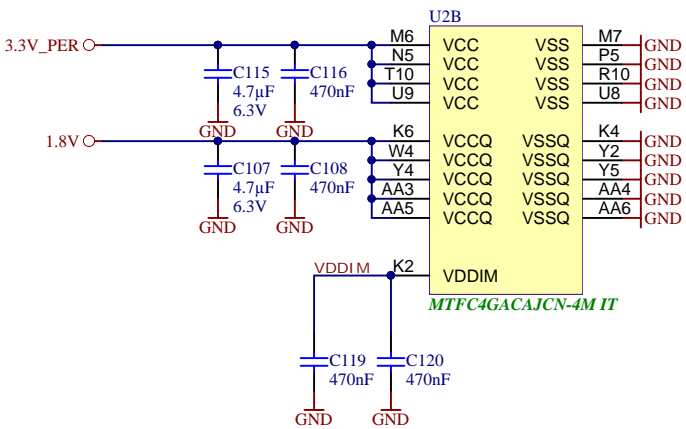 U2B
3.3V_PER
M6 VCC VSS M7 GND
N5 VCC VSS P5 GND
T10 VCC VSS R10 GND
U9 VCC VSS U8 GND
C115
4.7µF
6.3V
GND
C116
470nF
GND
1.8V
K6 VCCQ VSSQ K4 GND
W4 VCCQ VSSQ Y2 GND
Y4 VCCQ VSSQ Y5 GND
AA3 VCCQ VSSQ AA4 GND
AA5 VCCQ VSSQ AA6 GND
C107
4.7µF
6.3V
GND
C108
470nF
GND
VDDIM K2 VDDIM
MTFC4GACAJCN-4M IT
C119
470nF
GND
C120
470nF
GND